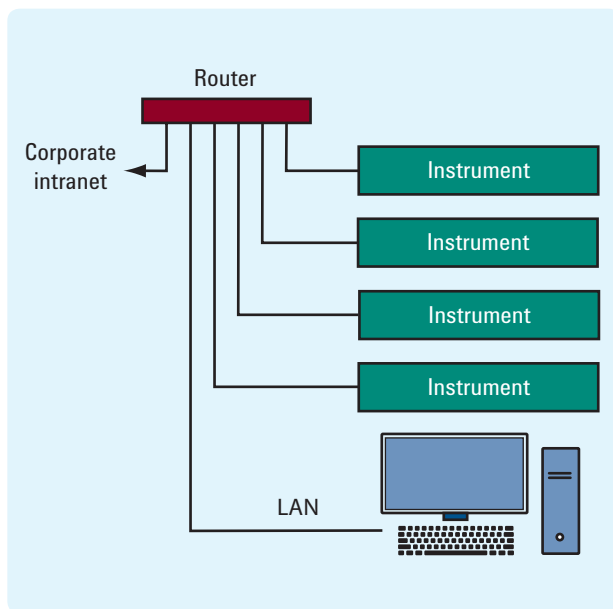 Router
Corporate
intranet
Instrument
Instrument
Instrument
Instrument
LAN